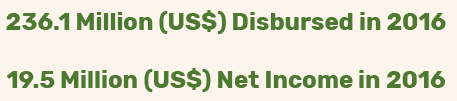 236.1 Million (US$) Disbursed in 2016
19.5 Million (US$) Net Income in 2016